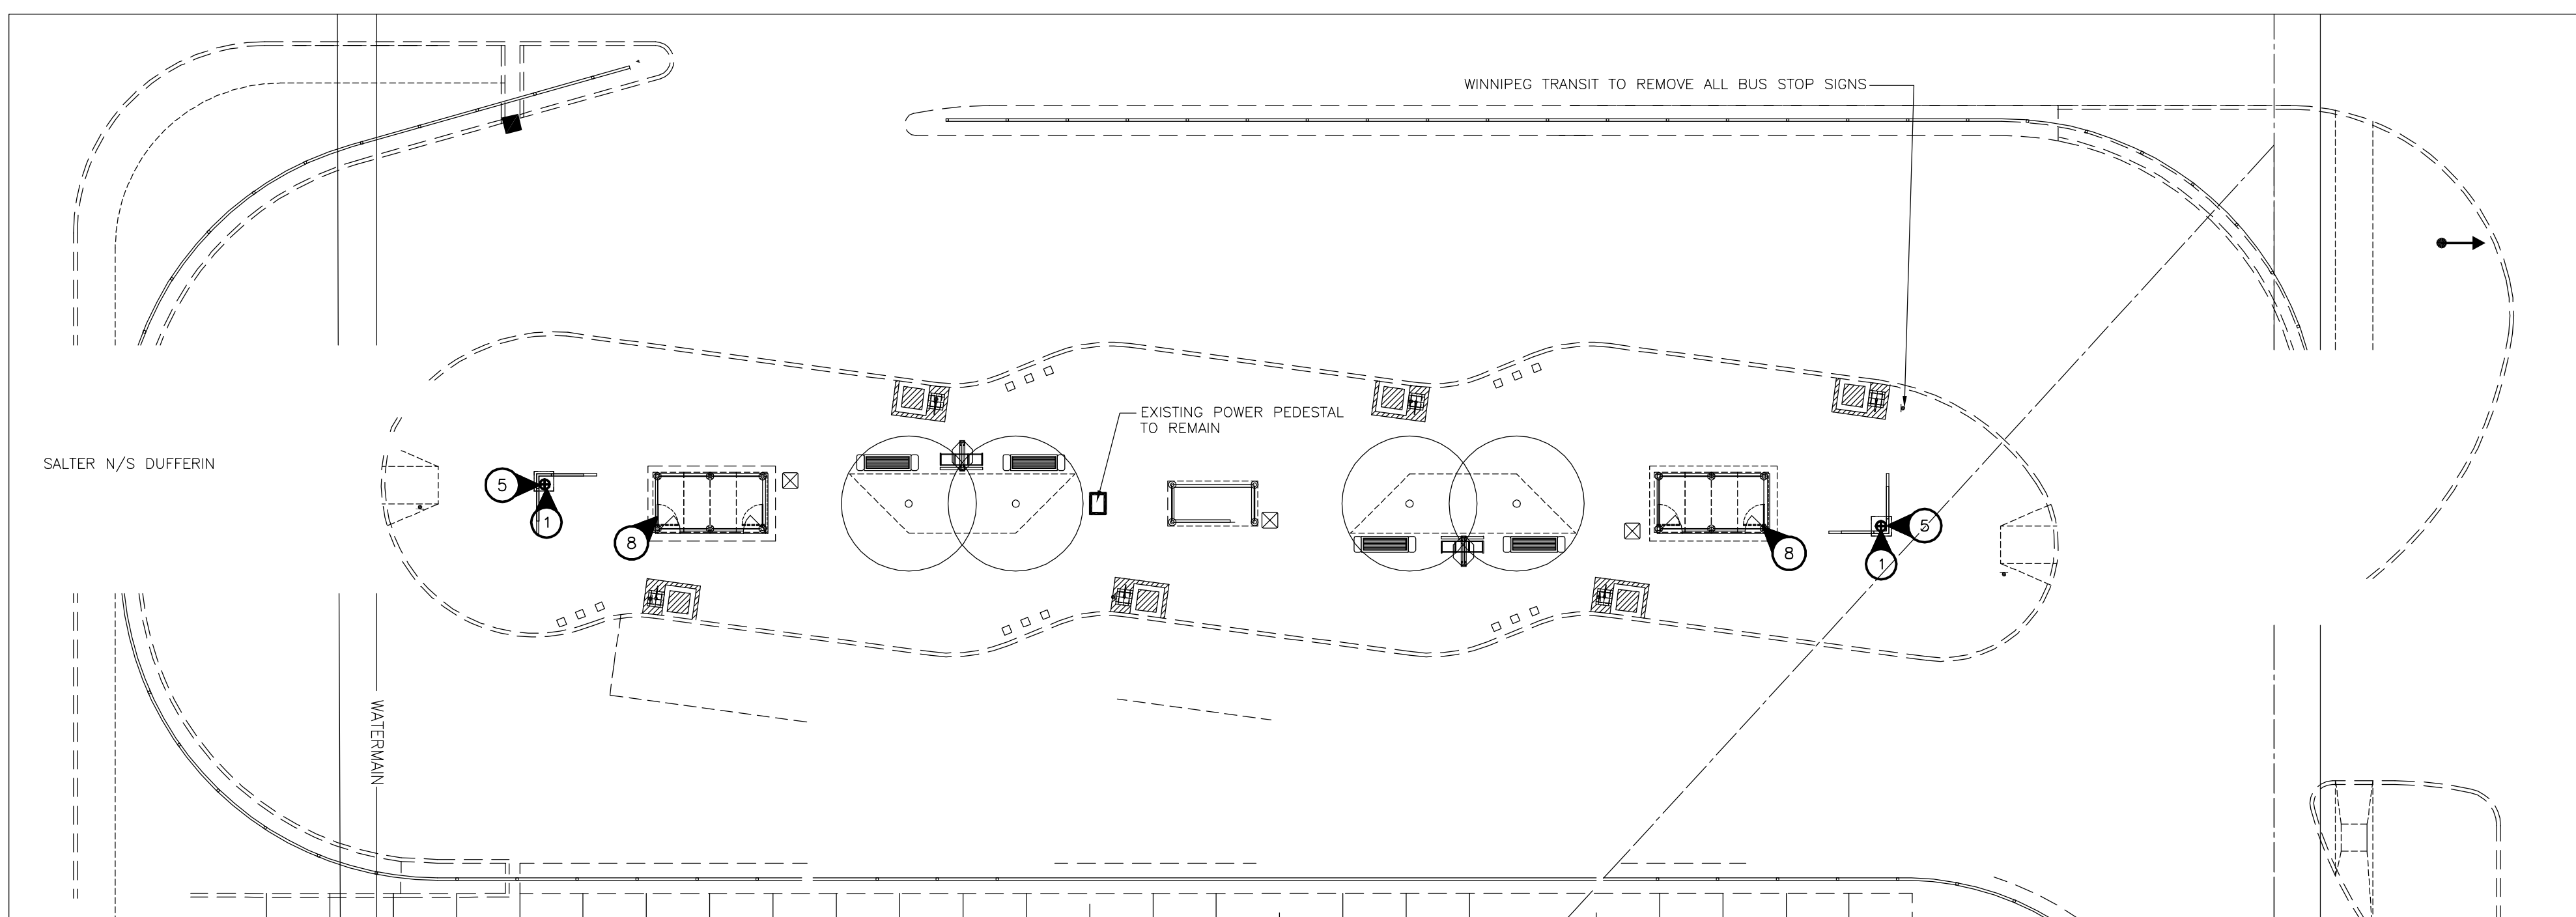 WINNIPEG TRANSIT TO REMOVE ALL BUS STOP SIGNS
EXISTING POWER PEDESTAL
TO REMAIN
SALTER N/S DUFFERIN
5
1
8
8
5
1
WATERMAIN